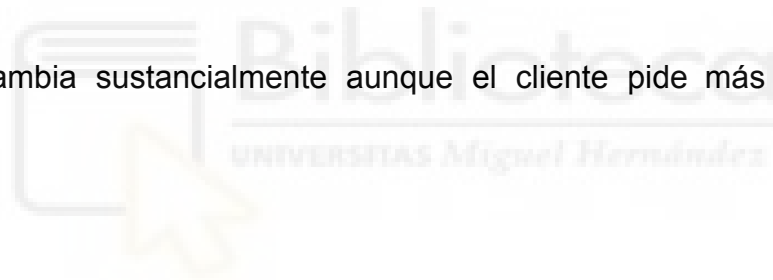 Biblioteca
ambia sustancialmente aunque el cliente pide más
UNIVERSITAS Miguel Hernández